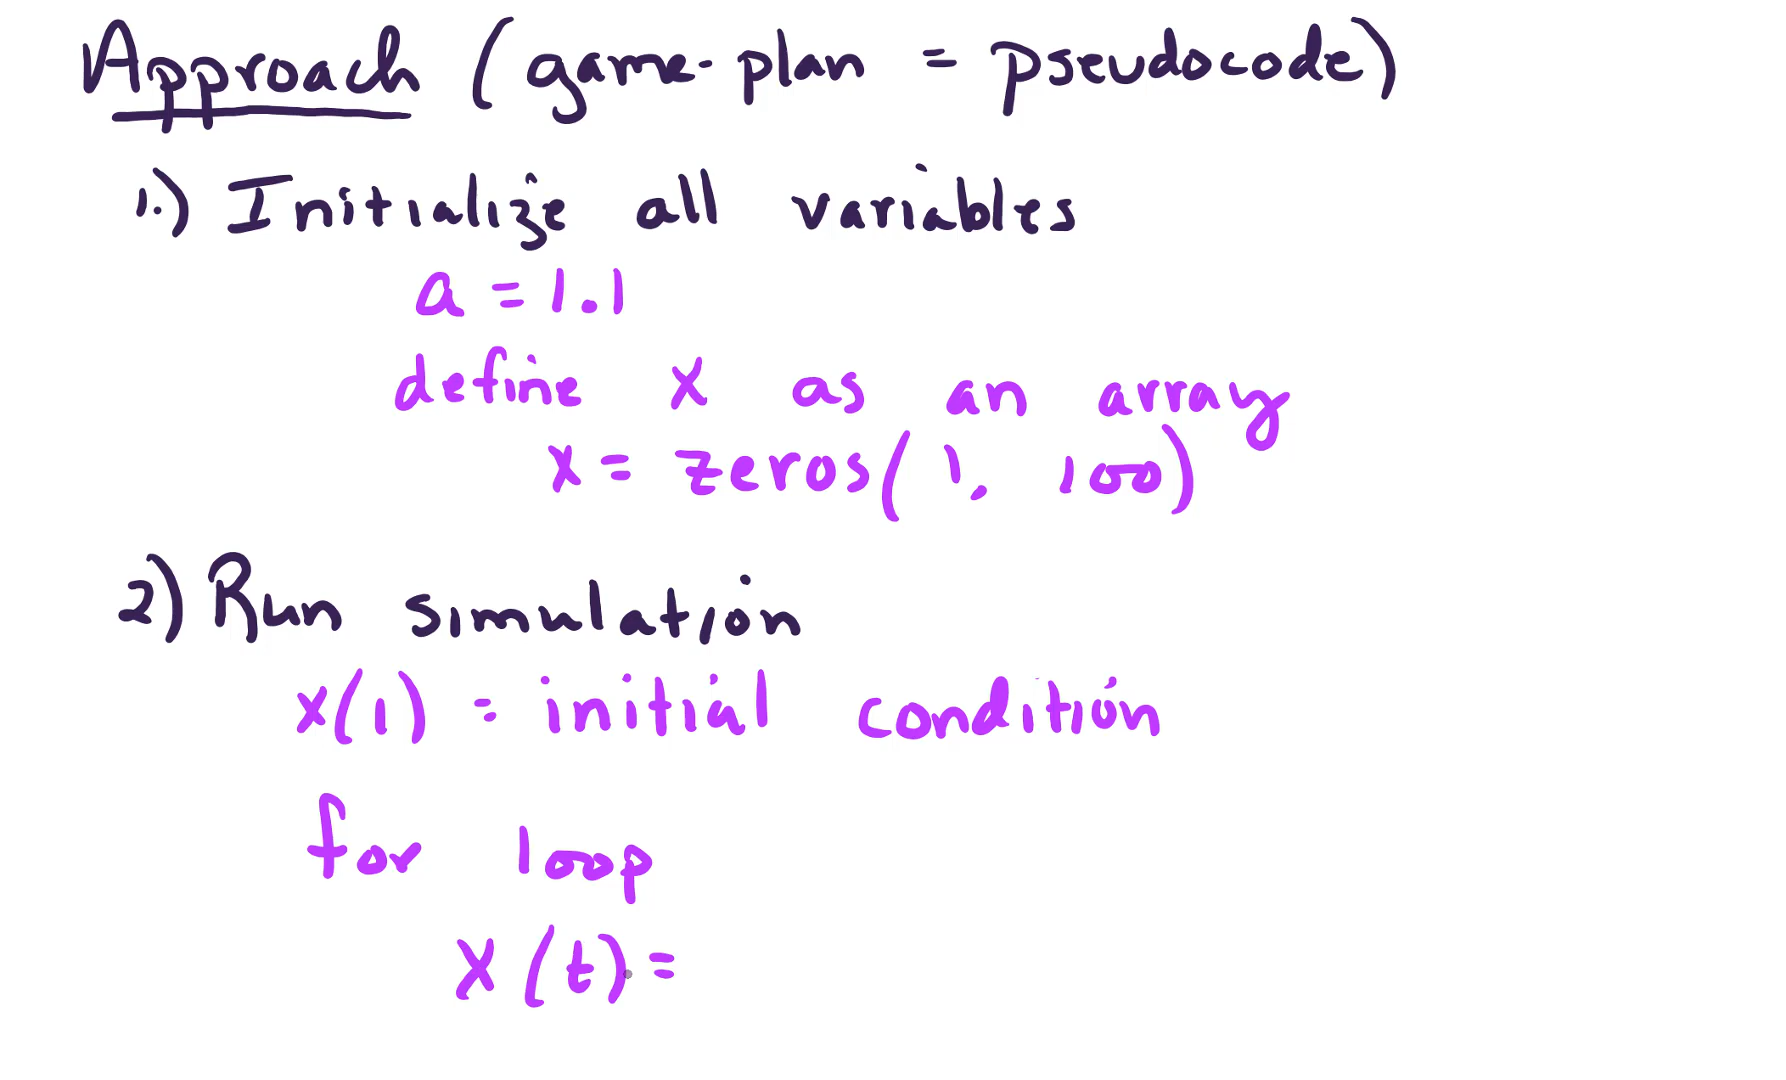 Approach (game-plan = pseudocode)
1.) Initialize all variables
a = 1.1
define x as an array
x = zeros(1, 100)
2) Run simulation
x(1) = initial condition
for loop
x(t) =